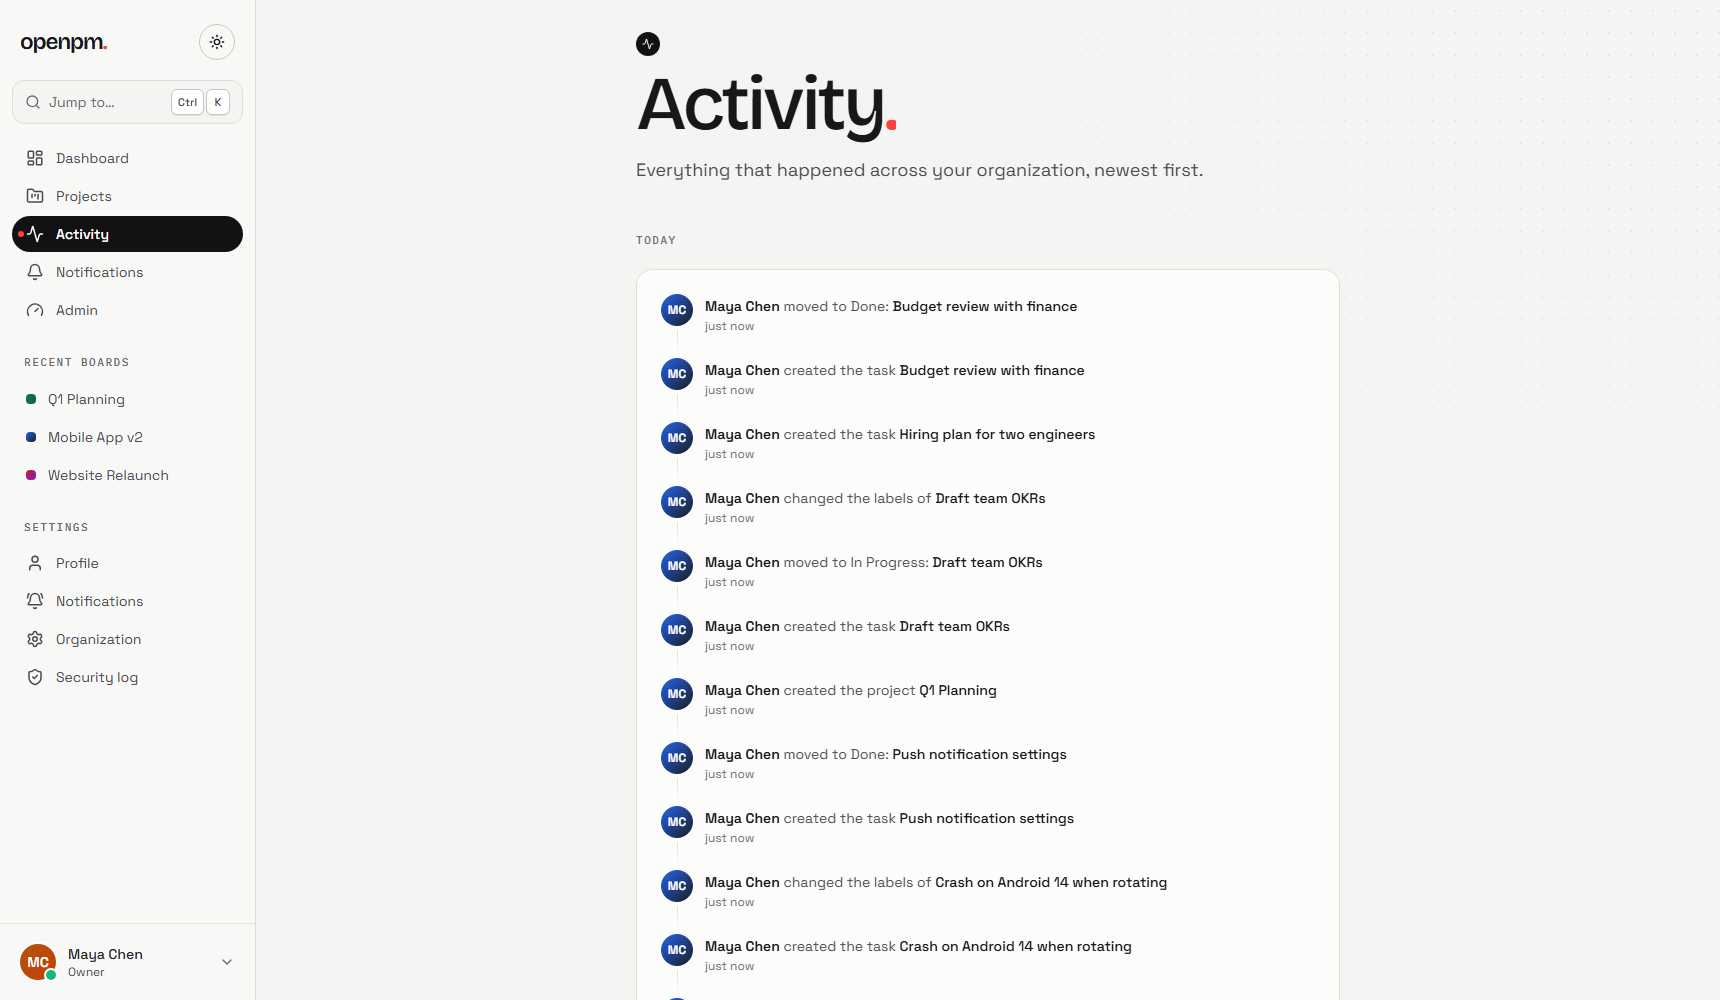 openpm.
Jump to...
Ctrl K
Dashboard
Projects
Activity
Notifications
Admin
RECENT BOARDS
Q1 Planning
Mobile App v2
Website Relaunch
SETTINGS
Profile
Notifications
Organization
Security log
MC
Maya Chen
Owner
Activity.
Everything that happened across your organization, newest first.
TODAY
MC
Maya Chen moved to Done: Budget review with finance
just now
MC
Maya Chen created the task Budget review with finance
just now
MC
Maya Chen created the task Hiring plan for two engineers
just now
MC
Maya Chen changed the labels of Draft team OKRs
just now
MC
Maya Chen moved to In Progress: Draft team OKRs
just now
MC
Maya Chen created the task Draft team OKRs
just now
MC
Maya Chen created the project Q1 Planning
just now
MC
Maya Chen moved to Done: Push notification settings
just now
MC
Maya Chen created the task Push notification settings
just now
MC
Maya Chen changed the labels of Crash on Android 14 when rotating
just now
MC
Maya Chen created the task Crash on Android 14 when rotating
just now